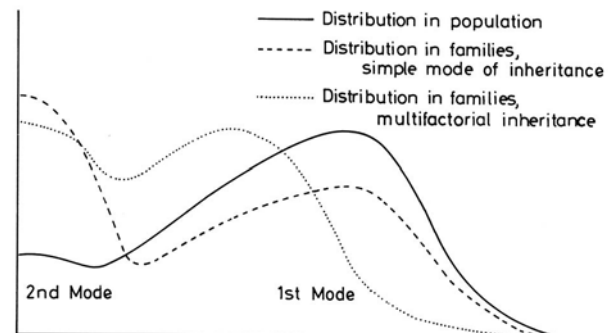 Distribution in population
Distribution in families,
simple mode of inheritance
Distribution in families,
multifactorial inheritance
2nd Mode
1st Mode